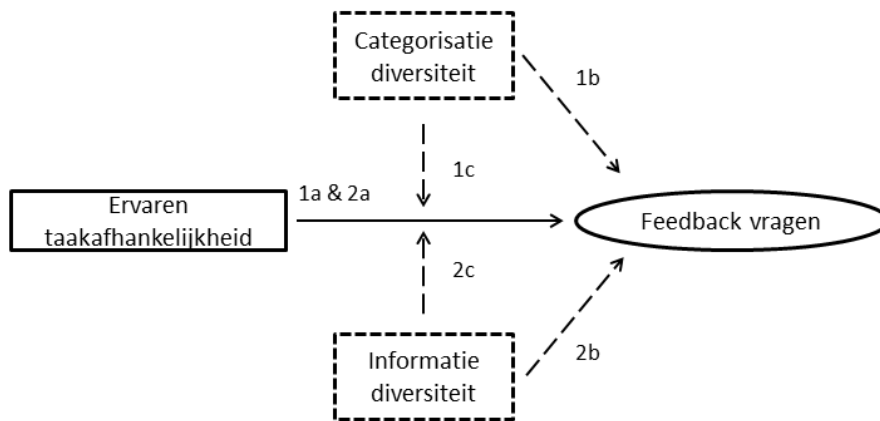 Categorisatie
diversiteit
1b
1c
1a & 2a
Ervaren
taakafhankelijkheid
Feedback vragen
2c
Informatie
diversiteit
2b